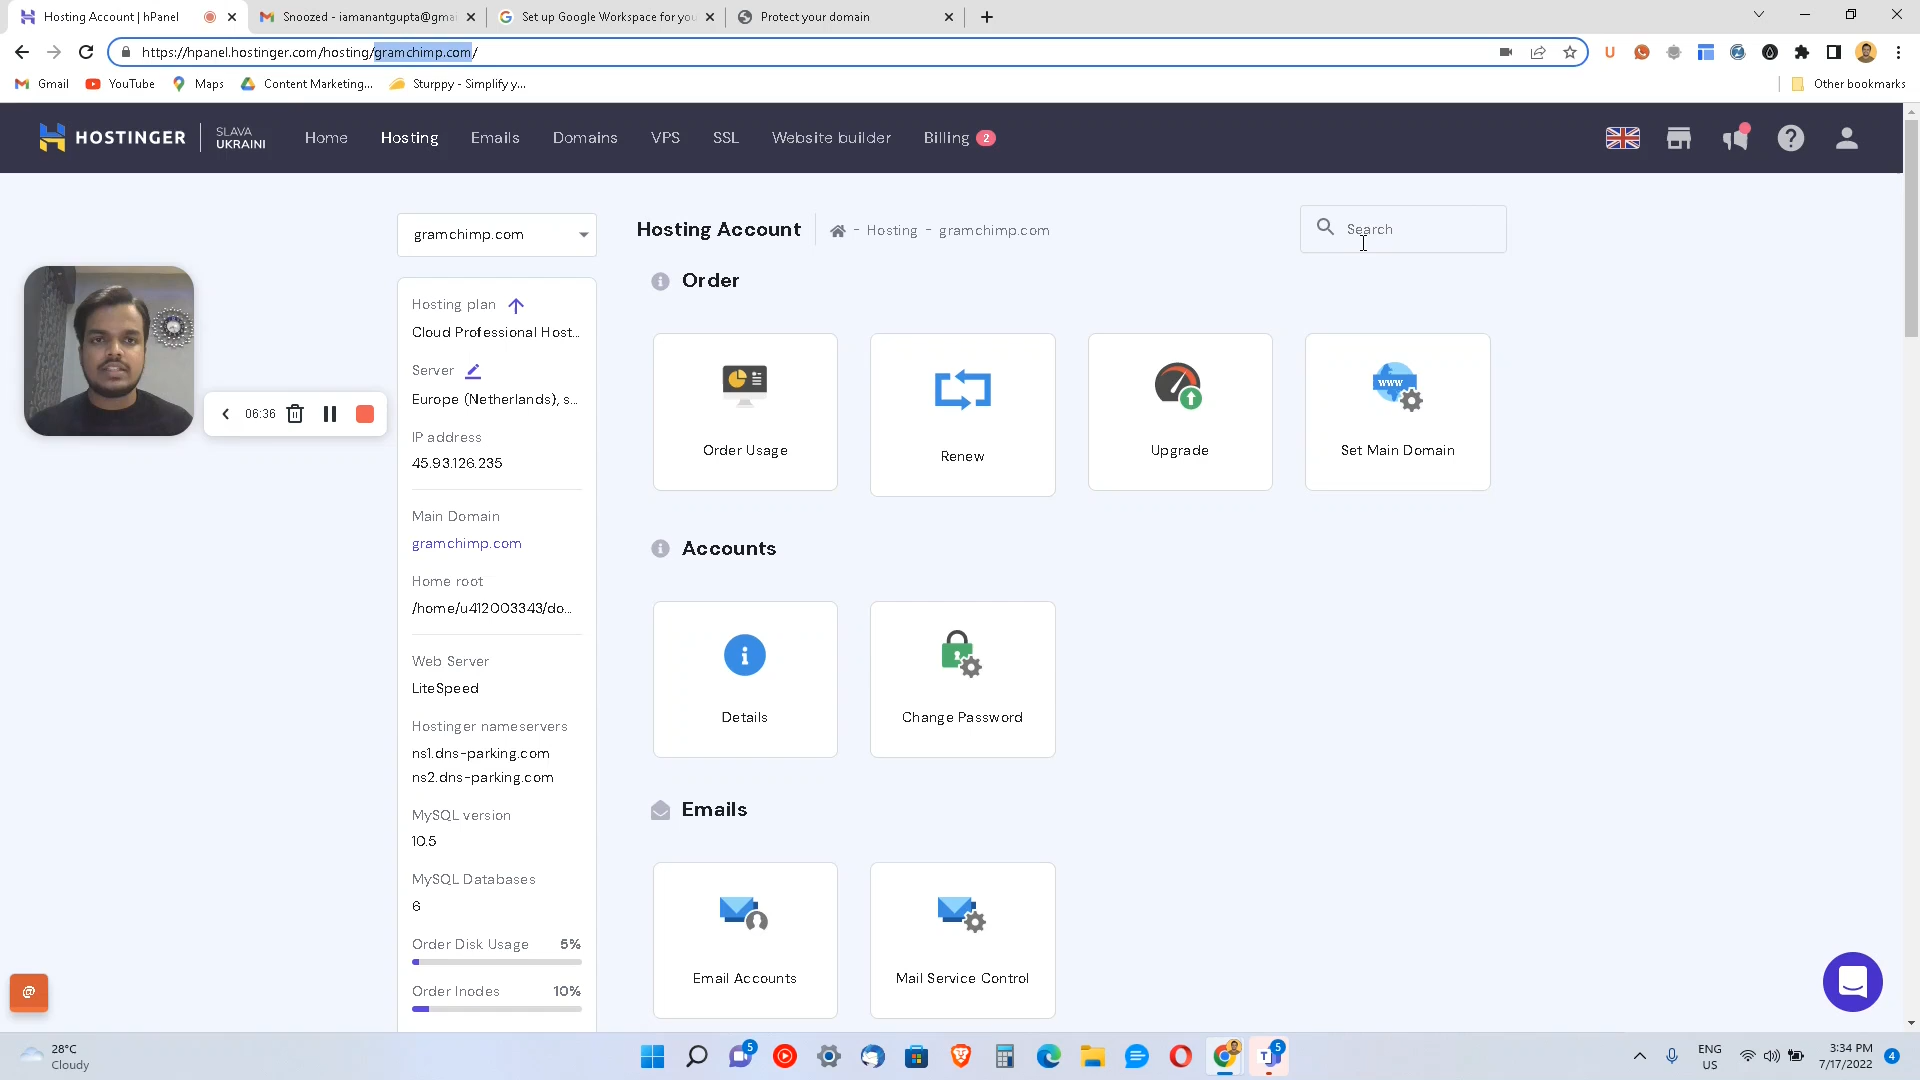 Hosting Account | hPanel
Snoozed - iamanantgupta@gmai
Set up Google Workspace for you
Protect your domain
https://hpanel.hostinger.com/hosting/gramchimp.com/
Gmail
YouTube
Maps
Content Marketing...
Sturppy - Simplify y...
Other bookmarks
HOSTINGER
SLAVA
UKRAINI
Home
Hosting
Emails
Domains
VPS
SSL
Website builder
Billing 2
gramchimp.com
Hosting Account
- Hosting - gramchimp.com
Search
Hosting plan
Cloud Professional Host...
Server
Europe (Netherlands), s...
IP address
45.93.126.235
Main Domain
gramchimp.com
Home root
/home/u412003343/do...
Web Server
LiteSpeed
Hostinger nameservers
ns1.dns-parking.com
ns2.dns-parking.com
MySQL version
10.5
MySQL Databases
6
Order Disk Usage 5%
Order Inodes 10%
06:36
Order
Order Usage
Renew
www
Upgrade
Set Main Domain
Accounts
Details
Change Password
Emails
Email Accounts
Mail Service Control
@
28°C
Cloudy
5
5
ENG
US
3:34 PM
7/17/2022
4